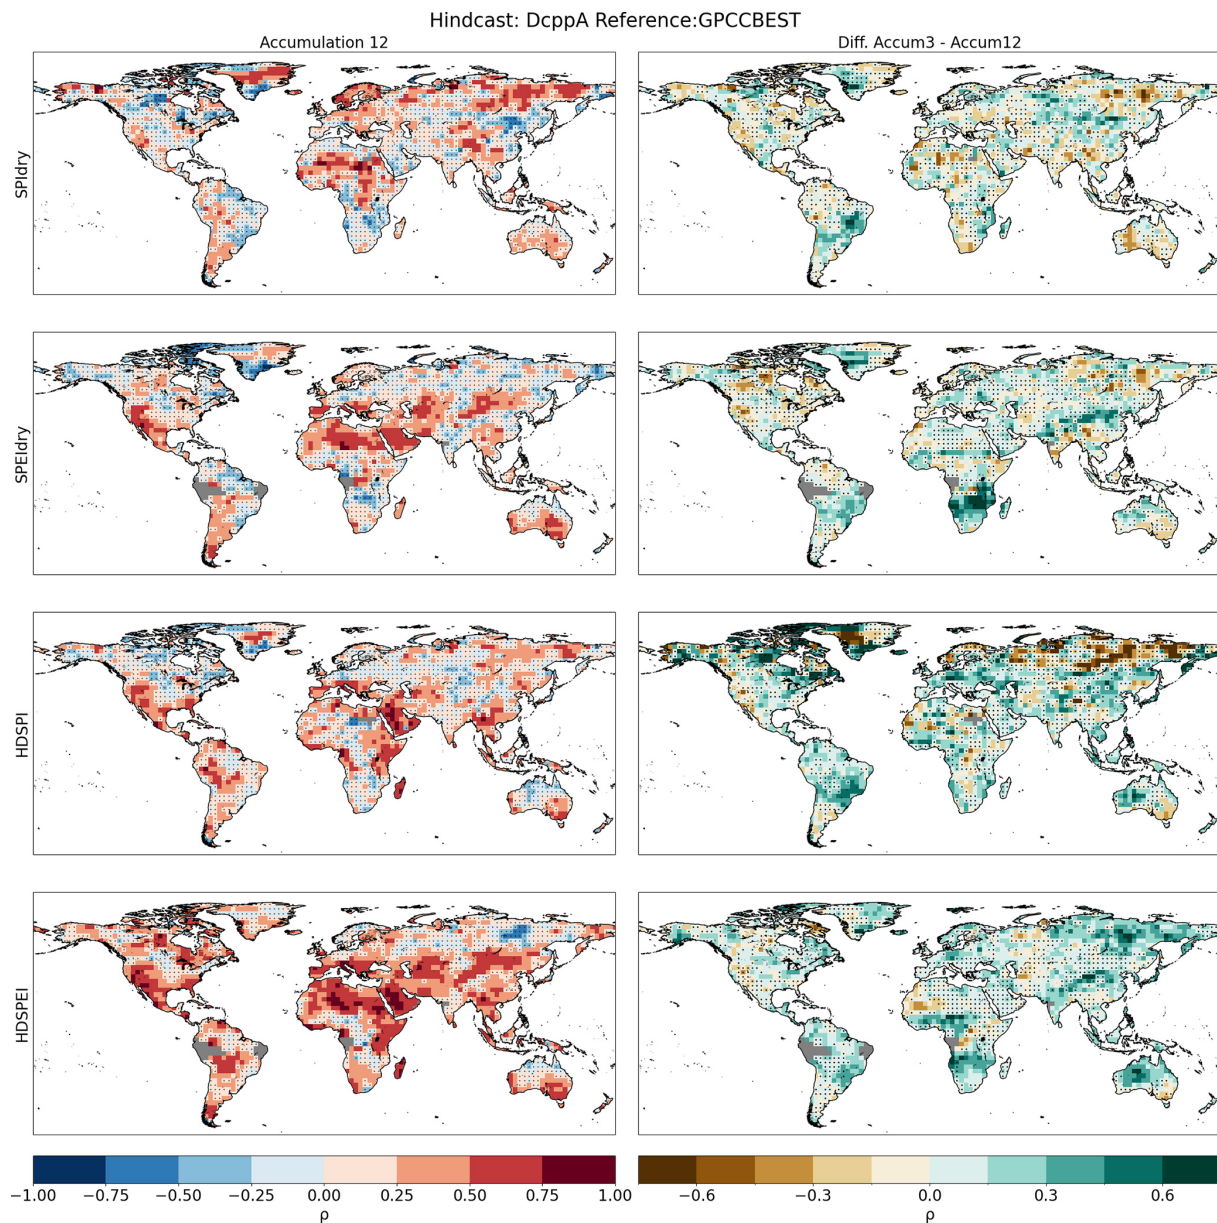 Hindcast: DcppA Reference:GPCCBEST
Accumulation 12
Diff. Accum3 - Accum12
SPIdry
SPEIdry
HDSPI
HDSPEI
−1.00 −0.75 −0.50 −0.25 0.00 0.25 0.50 0.75 1.00
ρ
−0.6 −0.3 0.0 0.3 0.6
ρ